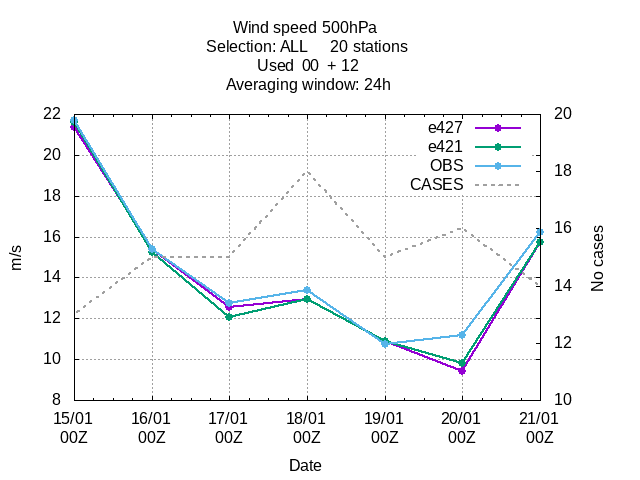 Wind speed 500hPa
Selection: ALL     20 stations
Used  00  + 12
Averaging window: 24h
22
20
18
16
14
12
10
8
m/s
20
18
16
14
12
10
No cases
e427
e421
OBS
CASES
15/01 16/01 17/01 18/01 19/01 20/01 21/01
00Z 00Z 00Z 00Z 00Z 00Z 00Z
Date